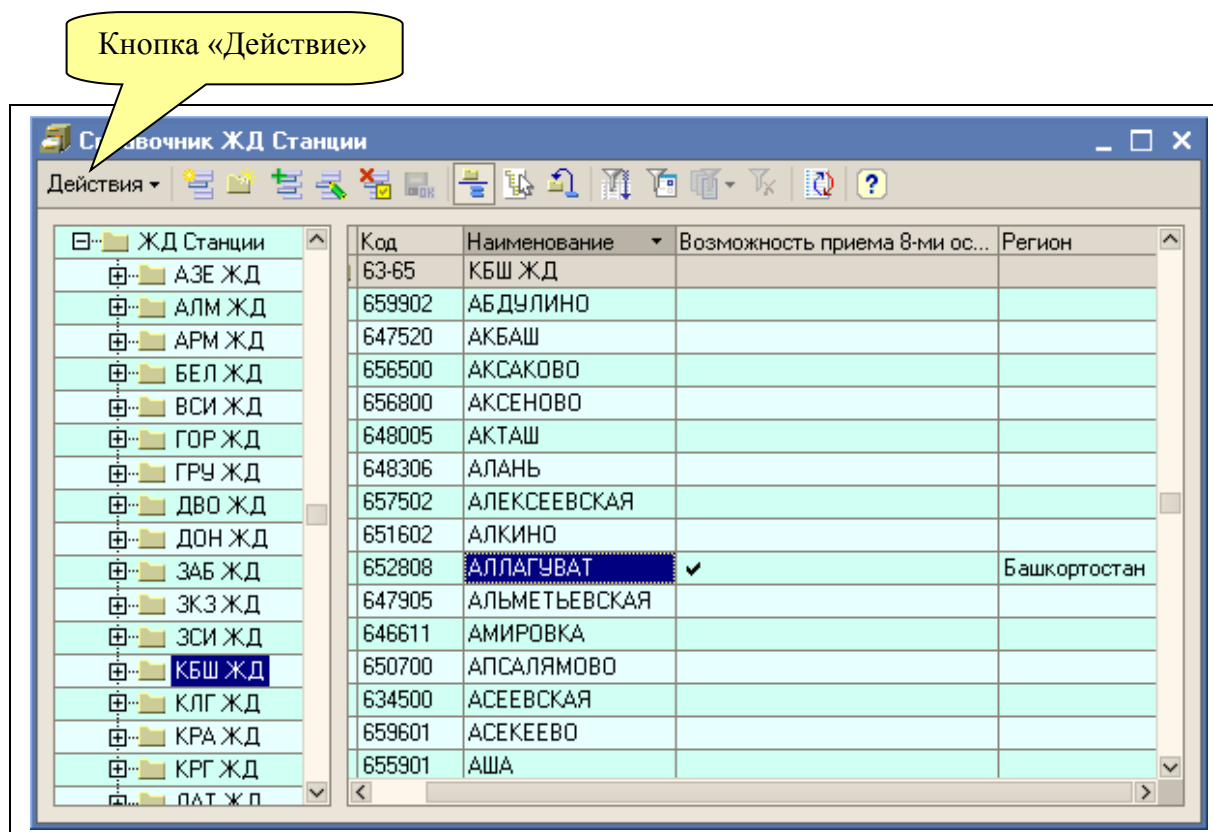 Кнопка «Действие»
Справочник ЖД Станции
Действия
ЖД Станции
АЗЕ ЖД
АЛМ ЖД
АРМ ЖД
БЕЛ ЖД
ВСИ ЖД
ГОР ЖД
ГРУ ЖД
ДВО ЖД
ДОН ЖД
ЗАБ ЖД
ЗКЗ ЖД
ЗСИ ЖД
КБШ ЖД
КЛГ ЖД
КРА ЖД
КРГ ЖД
ЛАТ ЖД
Код Наименование Возможность приема 8-ми ос... Регион
63-65 КБШ ЖД
659902 АБДУЛИНО
647520 АКБАШ
656500 АКСАКОВО
656800 АКСЕНОВО
648005 АКТАШ
648306 АЛАНЬ
657502 АЛЕКСЕЕВСКАЯ
651602 АЛКИНО
652808 АЛЛАГУВАТ Башкортостан
647905 АЛЬМЕТЬЕВСКАЯ
646611 АМИРОВКА
650700 АПСАЛЯМОВО
634500 АСЕЕВСКАЯ
659601 АСЕКЕЕВО
655901 АША